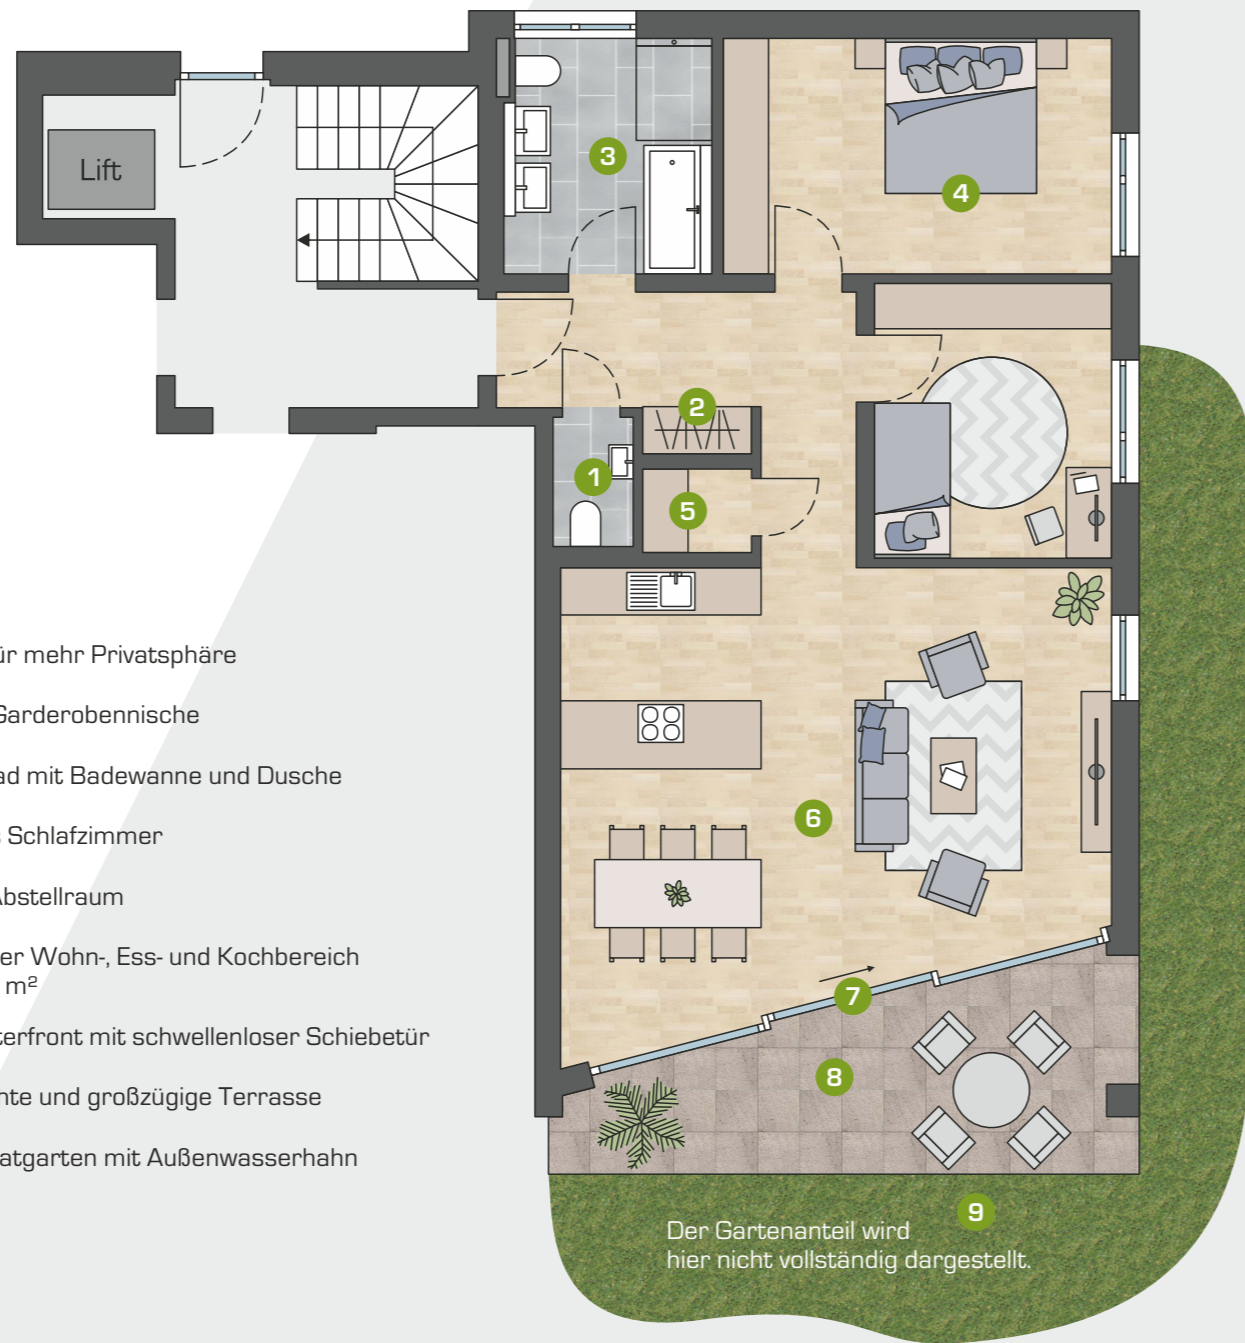 Lift
3
4
2
1
5
ür mehr Privatsphäre
Garderobennische
ad mit Badewanne und Dusche
s Schlafzimmer
Abstellraum
6
er Wohn-, Ess- und Kochbereich
m²
7
terfront mit schwellenloser Schiebetür
8
nte und großzügige Terrasse
atgarten mit Außenwasserhahn
9
Der Gartenanteil wird
hier nicht vollständig dargestellt.